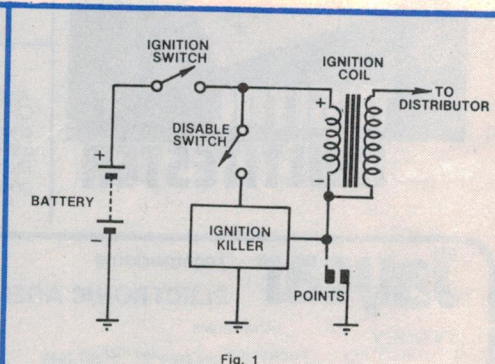 IGNITION
SWITCH
IGNITION
COIL
+
TO
DISTRIBUTOR
DISABLE
SWITCH
+
BATTERY
−
IGNITION
KILLER
POINTS
Fig. 1